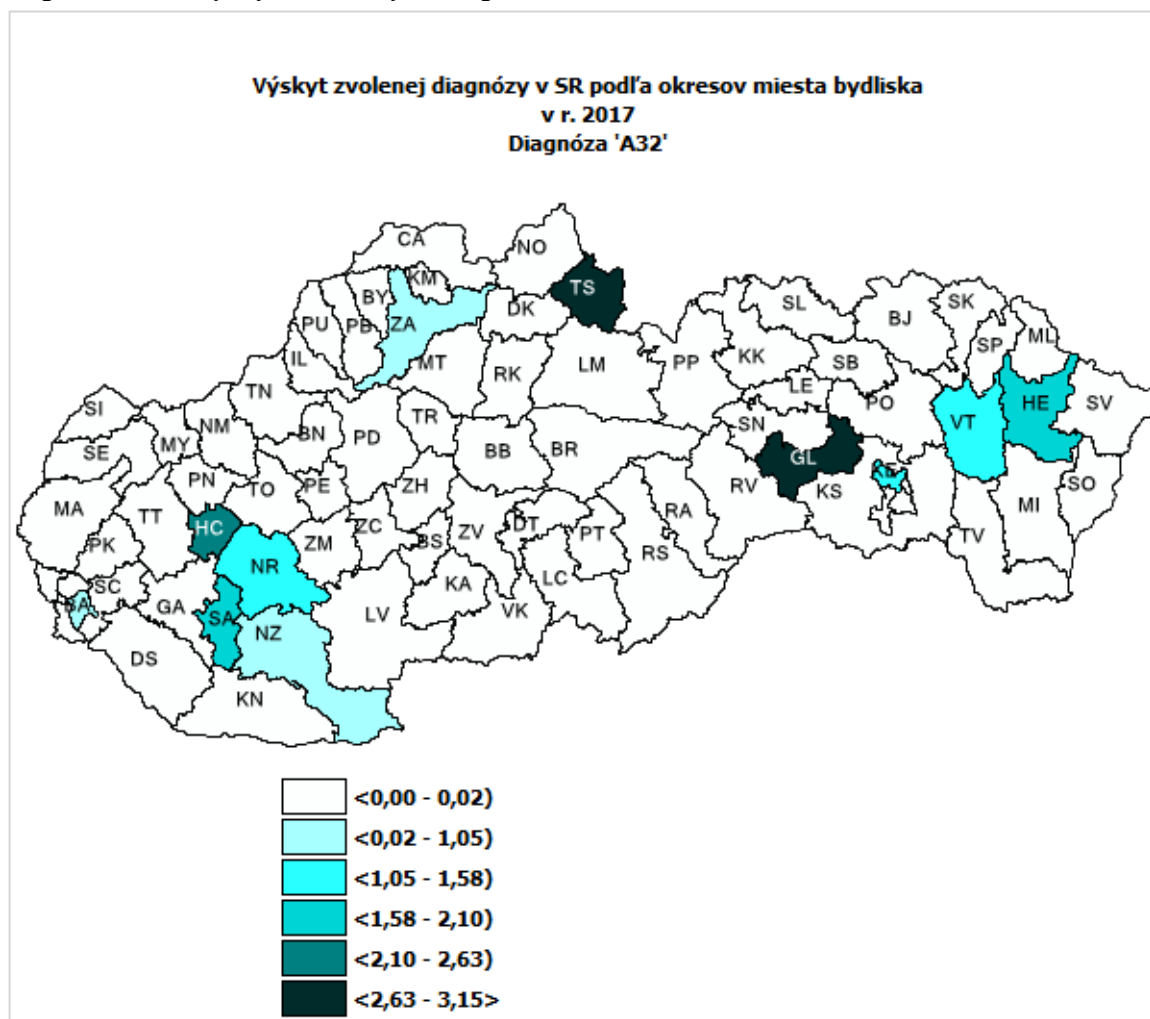 Výskyt zvolenej diagnózy v SR podľa okresov miesta bydliska
v r. 2017
Diagnóza 'A32'
CA
NO
KM
TS
BY
PU
PB
ZA
DK
SL
BJ
SK
ML
SP
IL
MT
RK
LM
PP
KK
SB
LE
PO
HE
SV
VT
TN
SI
NM
MY
BN
PD
TR
BB
BR
SN
GL
SE
PN
TO
PE
ZH
RV
KS
MI
SO
MA
TT
HC
ZM
ZC
BS
ZV
DT
PT
RA
TV
PK
NR
KA
LC
RS
SC
BA
GA
SA
NZ
LV
VK
DS
KN
<0,00 - 0,02)
<0,02 - 1,05)
<1,05 - 1,58)
<1,58 - 2,10)
<2,10 - 2,63)
<2,63 - 3,15>